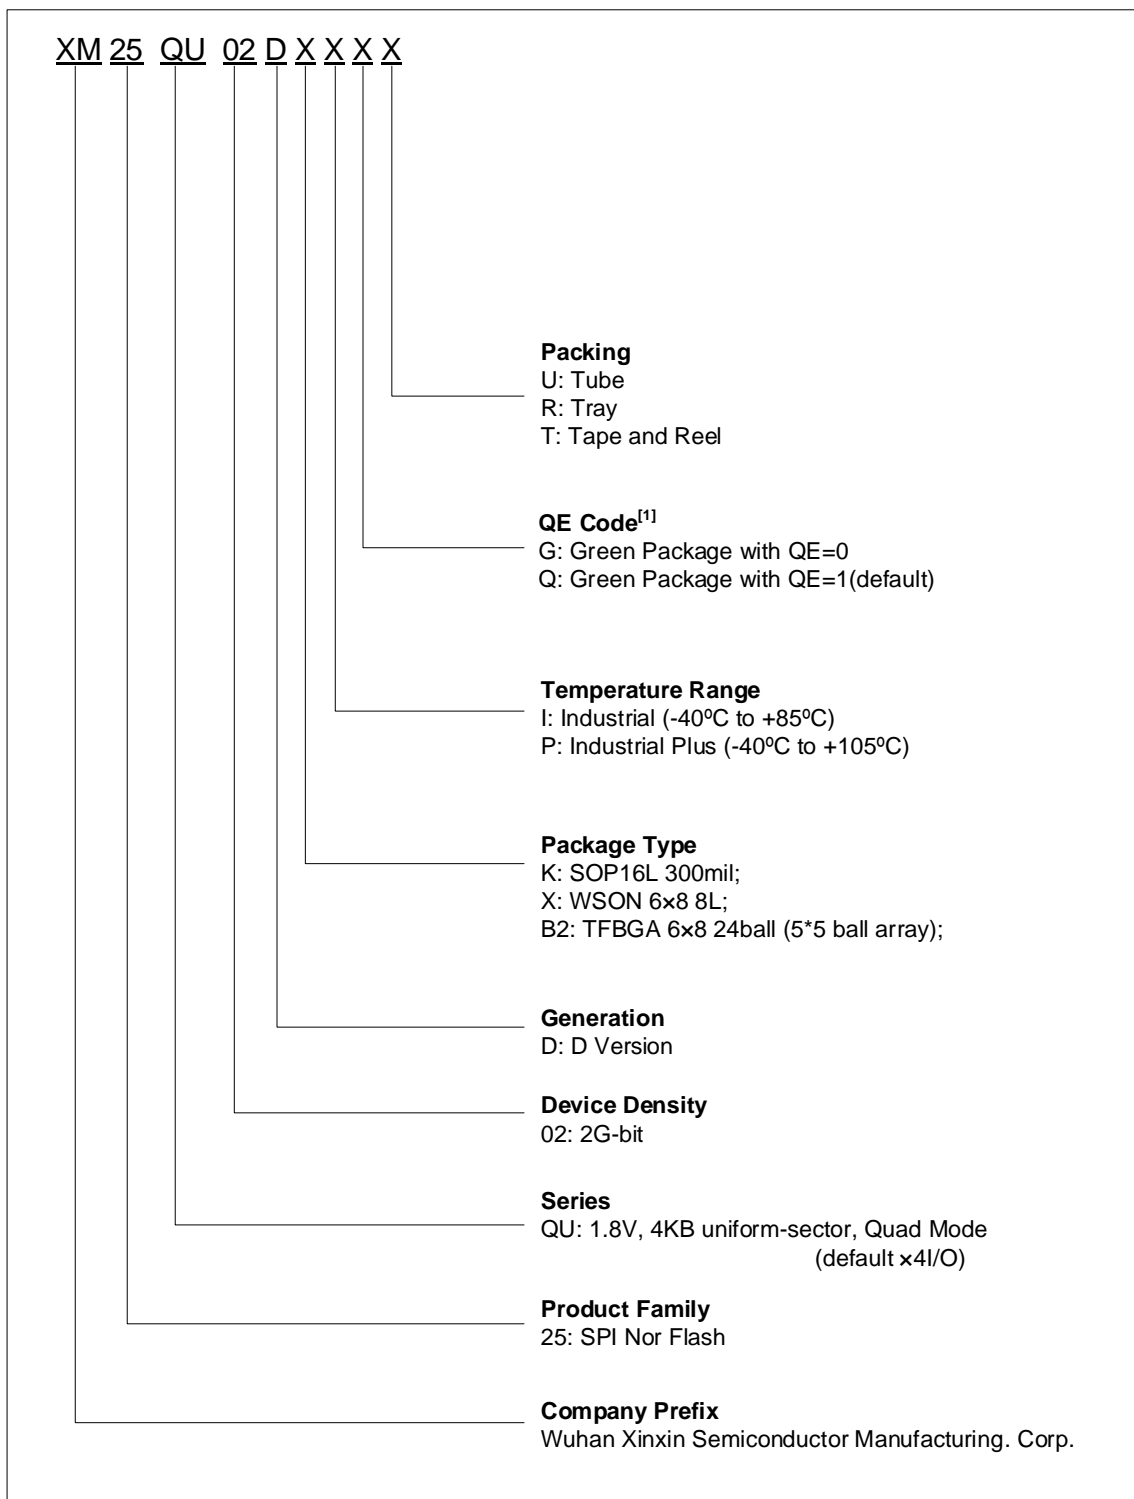 XM 25 QU 02 D X X X X
Packing
U: Tube
R: Tray
T: Tape and Reel
QE Code[1]
G: Green Package with QE=0
Q: Green Package with QE=1(default)
Temperature Range
I: Industrial (-40ºC to +85ºC)
P: Industrial Plus (-40ºC to +105ºC)
Package Type
K: SOP16L 300mil;
X: WSON 6×8 8L;
B2: TFBGA 6×8 24ball (5*5 ball array);
Generation
D: D Version
Device Density
02: 2G-bit
Series
QU: 1.8V, 4KB uniform-sector, Quad Mode
(default ×4I/O)
Product Family
25: SPI Nor Flash
Company Prefix
Wuhan Xinxin Semiconductor Manufacturing. Corp.